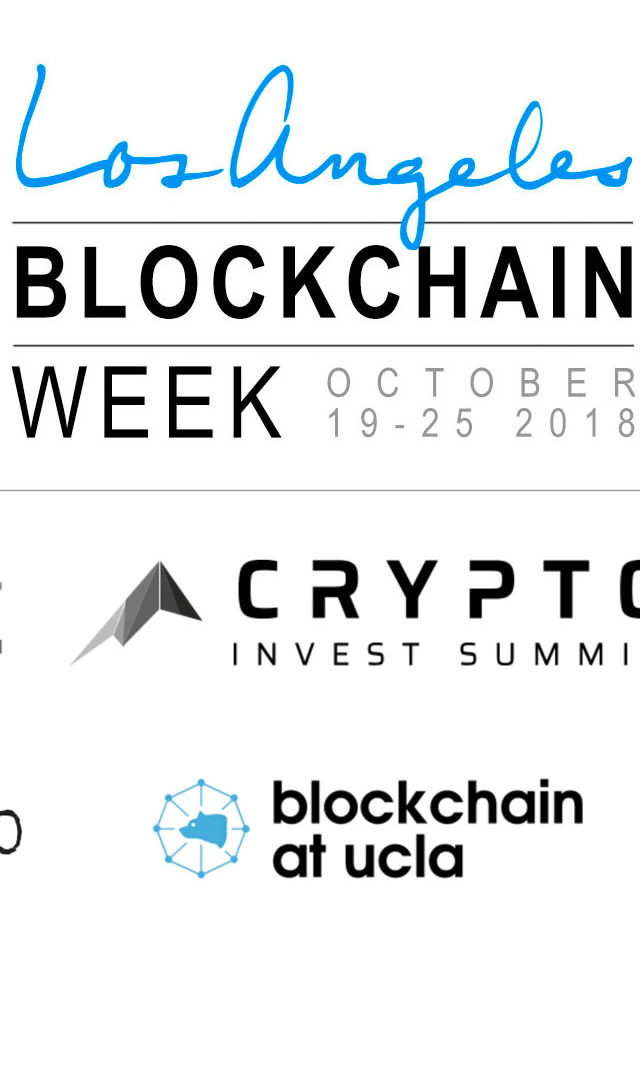 Los Angeles
BLOCKCHAIN
WEEK
OCTOBER
19-25 2018
CRYPTO
INVEST SUMMI
blockchain
at ucla